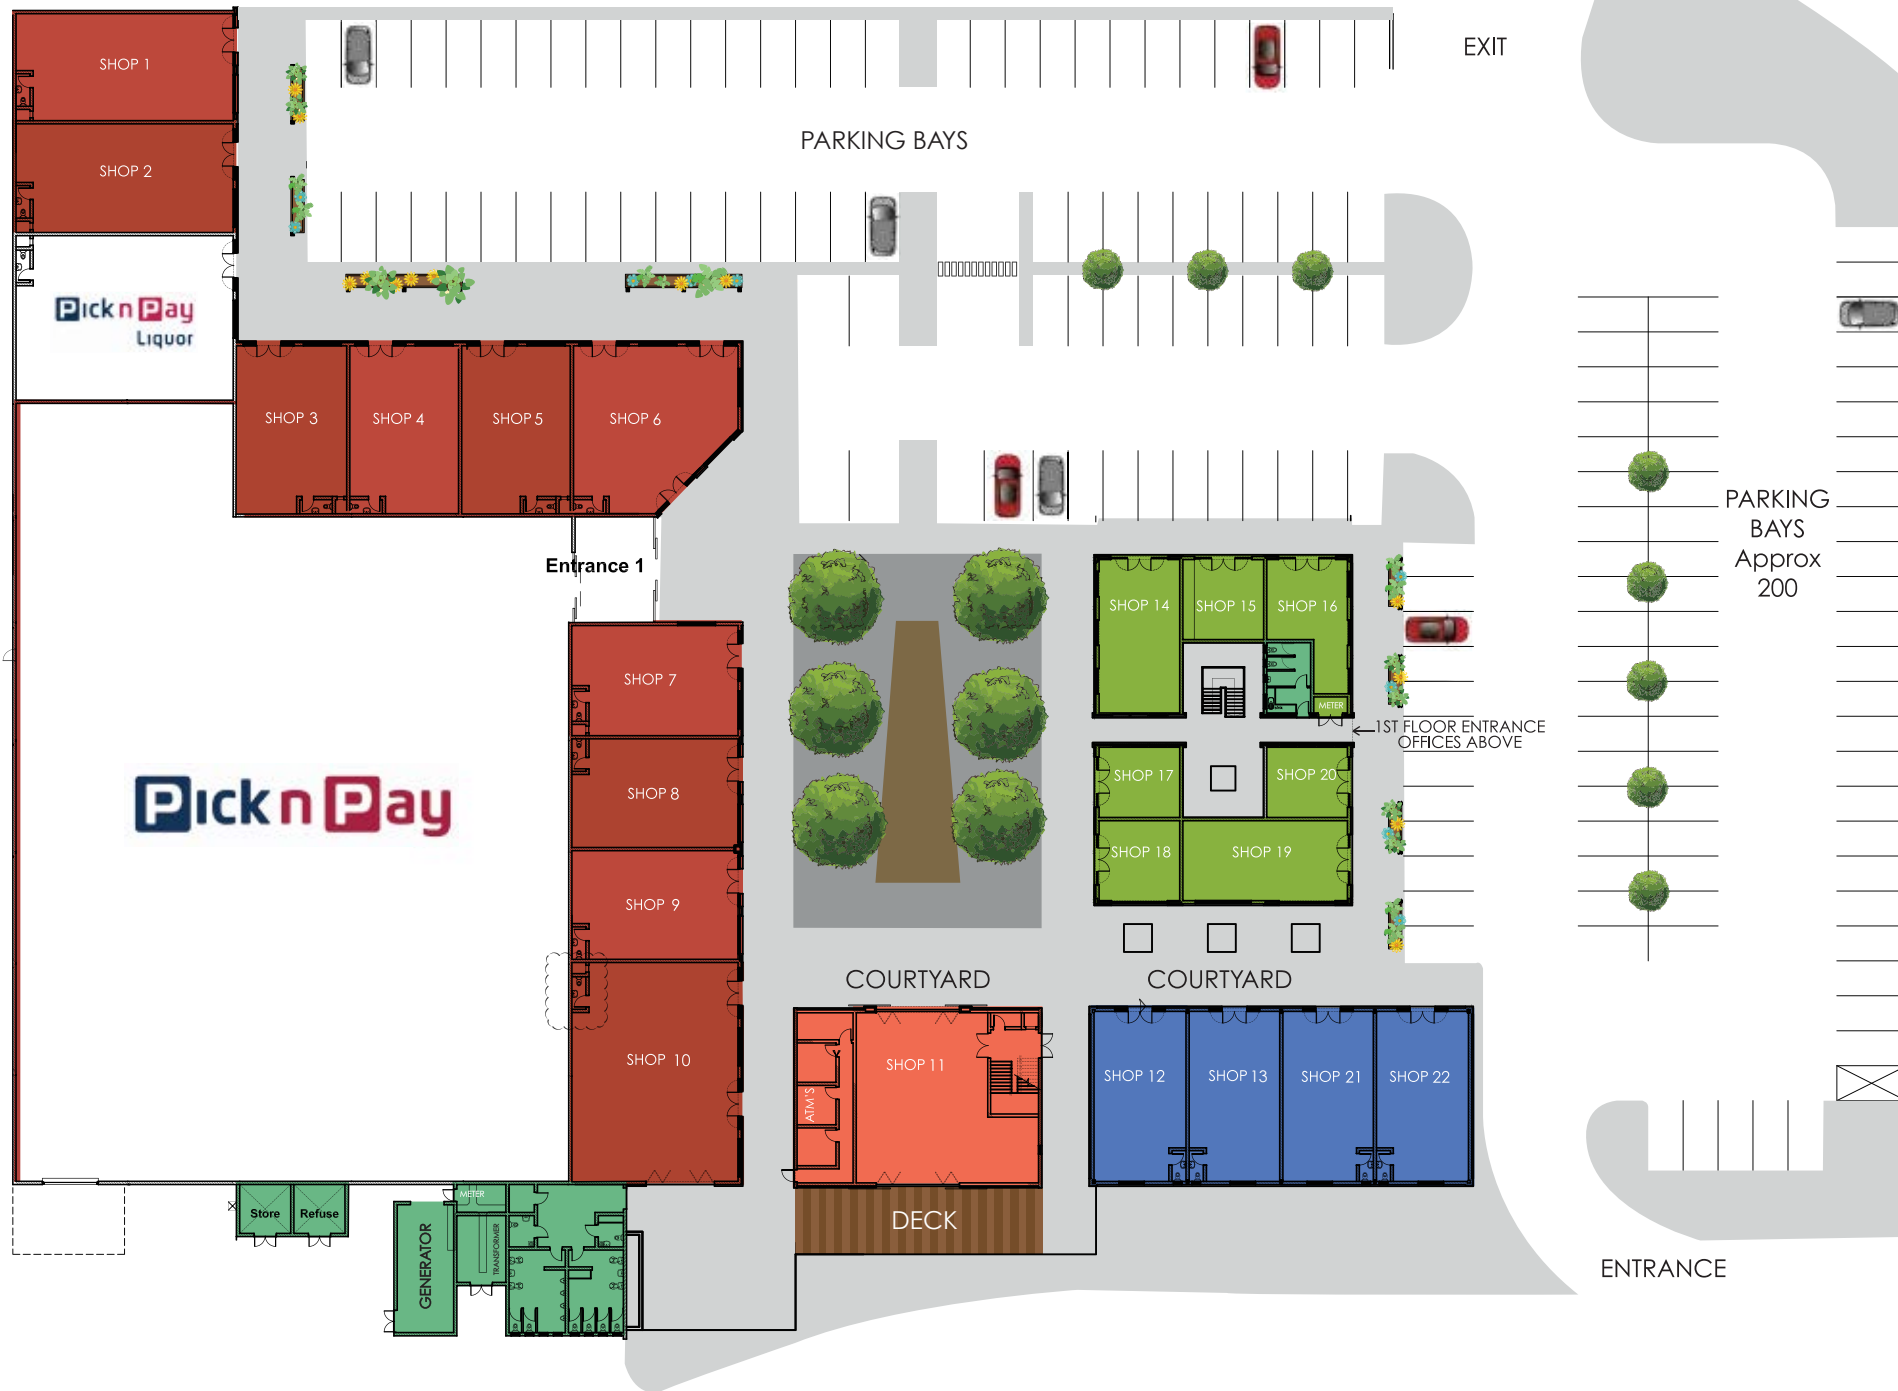 EXIT
SHOP 1
PARKING BAYS
SHOP 2
Pick n Pay
Liquor
SHOP 3
SHOP 4
SHOP 5
SHOP 6
PARKING
BAYS
Approx
200
Entrance 1
SHOP 14
SHOP 15
SHOP 16
SHOP 7
METER
1ST FLOOR ENTRANCE
OFFICES ABOVE
SHOP 17
SHOP 20
Pick n Pay
SHOP 8
SHOP 18
SHOP 19
SHOP 9
COURTYARD
COURTYARD
SHOP 10
SHOP 11
ATM'S
SHOP 12
SHOP 13
SHOP 21
SHOP 22
METER
Store
Refuse
DECK
GENERATOR
TRANSFORMER
ENTRANCE